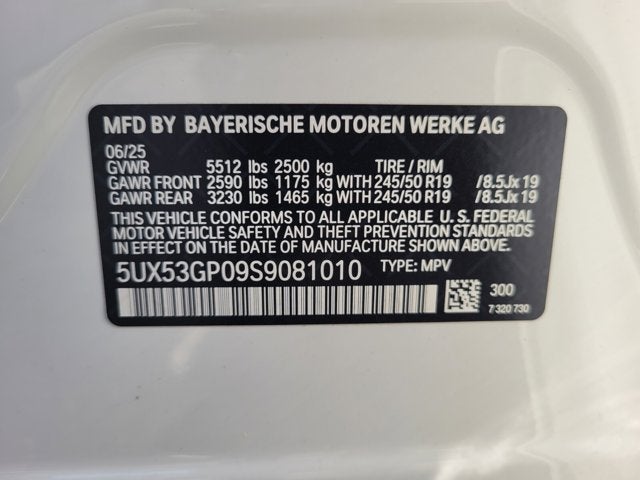 MFD BY BAYERISCHE MOTOREN WERKE AG
06/25
GVWR 5512 lbs 2500 kg TIRE / RIM
GAWR FRONT 2590 lbs 1175 kg WITH 245/50 R19 /8.5Jx19
GAWR REAR 3230 lbs 1465 kg WITH 245/50 R19 /8.5Jx19
THIS VEHICLE CONFORMS TO ALL APPLICABLE U.S. FEDERAL
MOTOR VEHICLE SAFETY AND THEFT PREVENTION STANDARDS
IN EFFECT ON THE DATE OF MANUFACTURE SHOWN ABOVE.
5UX53GP09S9081010 TYPE: MPV
300
7 320 730